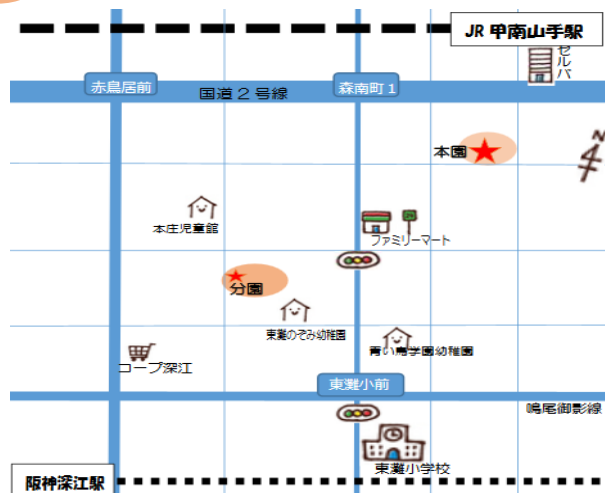 JR 甲南山手駅
セルバ
赤鳥居前
国道２号線
森南町１
本園
N
本庄児童館
ファミリーマート
分園
東灘のぞみ幼稚園
青い鳥学園幼稚園
コープ深江
東灘小前
鳴尾御影線
東灘小学校
阪神深江駅